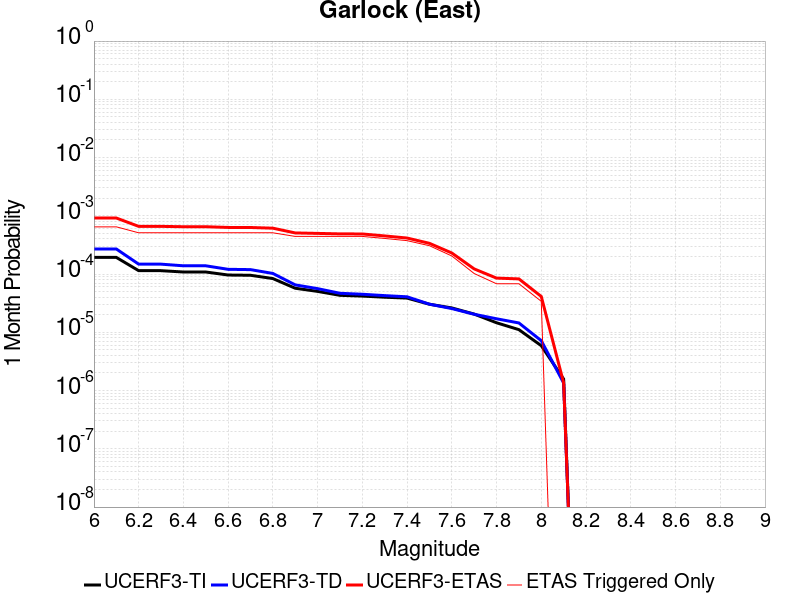 Garlock (East)
1 Month Probability
10^0
10^-1
10^-2
10^-3
10^-4
10^-5
10^-6
10^-7
10^-8
6 6.2 6.4 6.6 6.8 7 7.2 7.4 7.6 7.8 8 8.2 8.4 8.6 8.8 9
Magnitude
UCERF3-TI UCERF3-TD UCERF3-ETAS ETAS Triggered Only